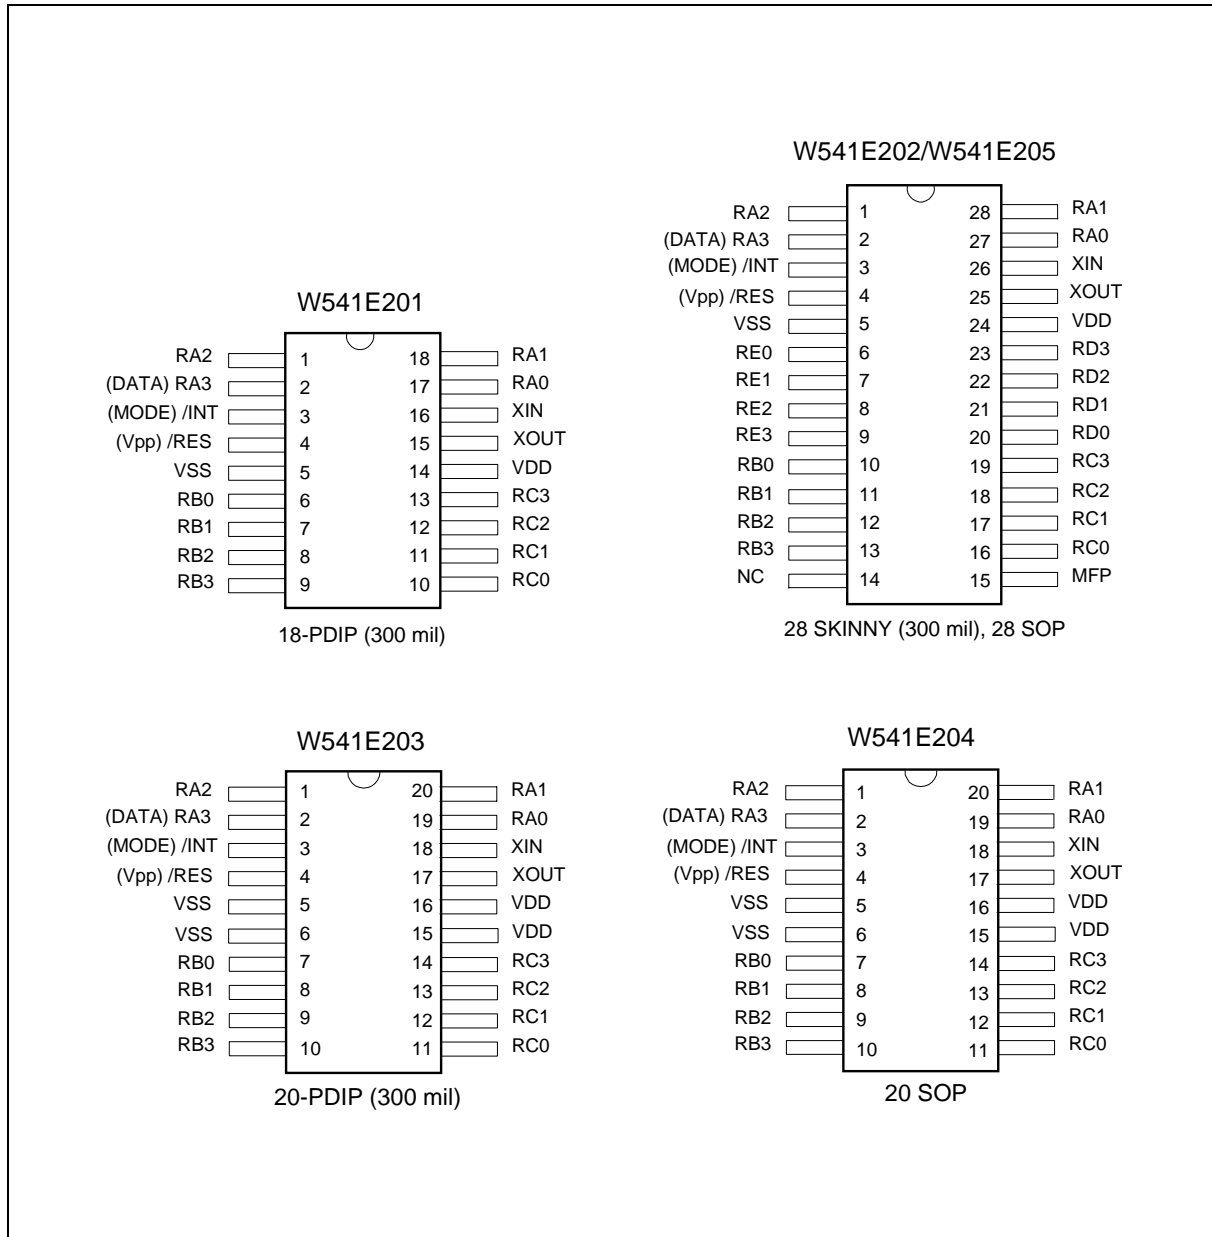 W541E202/W541E205
RA2 1 28 RA1
(DATA) RA3 2 27 RA0
(MODE) /INT 3 26 XIN
(Vpp) /RES 4 25 XOUT
VSS 5 24 VDD
RE0 6 23 RD3
RE1 7 22 RD2
RE2 8 21 RD1
RE3 9 20 RD0
RB0 10 19 RC3
RB1 11 18 RC2
RB2 12 17 RC1
RB3 13 16 RC0
NC 14 15 MFP
28 SKINNY (300 mil), 28 SOP
W541E201
RA2 1 18 RA1
(DATA) RA3 2 17 RA0
(MODE) /INT 3 16 XIN
(Vpp) /RES 4 15 XOUT
VSS 5 14 VDD
RB0 6 13 RC3
RB1 7 12 RC2
RB2 8 11 RC1
RB3 9 10 RC0
18-PDIP (300 mil)
W541E203
RA2 1 20 RA1
(DATA) RA3 2 19 RA0
(MODE) /INT 3 18 XIN
(Vpp) /RES 4 17 XOUT
VSS 5 16 VDD
VSS 6 15 VDD
RB0 7 14 RC3
RB1 8 13 RC2
RB2 9 12 RC1
RB3 10 11 RC0
20-PDIP (300 mil)
W541E204
RA2 1 20 RA1
(DATA) RA3 2 19 RA0
(MODE) /INT 3 18 XIN
(Vpp) /RES 4 17 XOUT
VSS 5 16 VDD
VSS 6 15 VDD
RB0 7 14 RC3
RB1 8 13 RC2
RB2 9 12 RC1
RB3 10 11 RC0
20 SOP